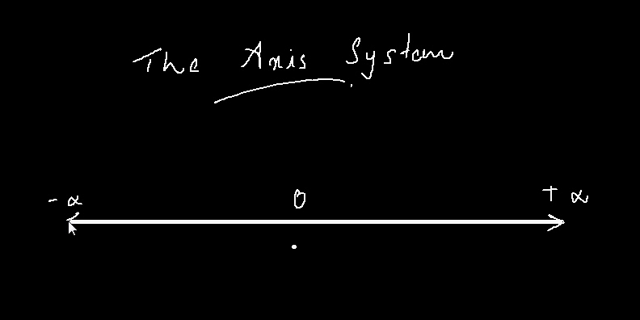 The Axis System
- ∝ 0 + ∝